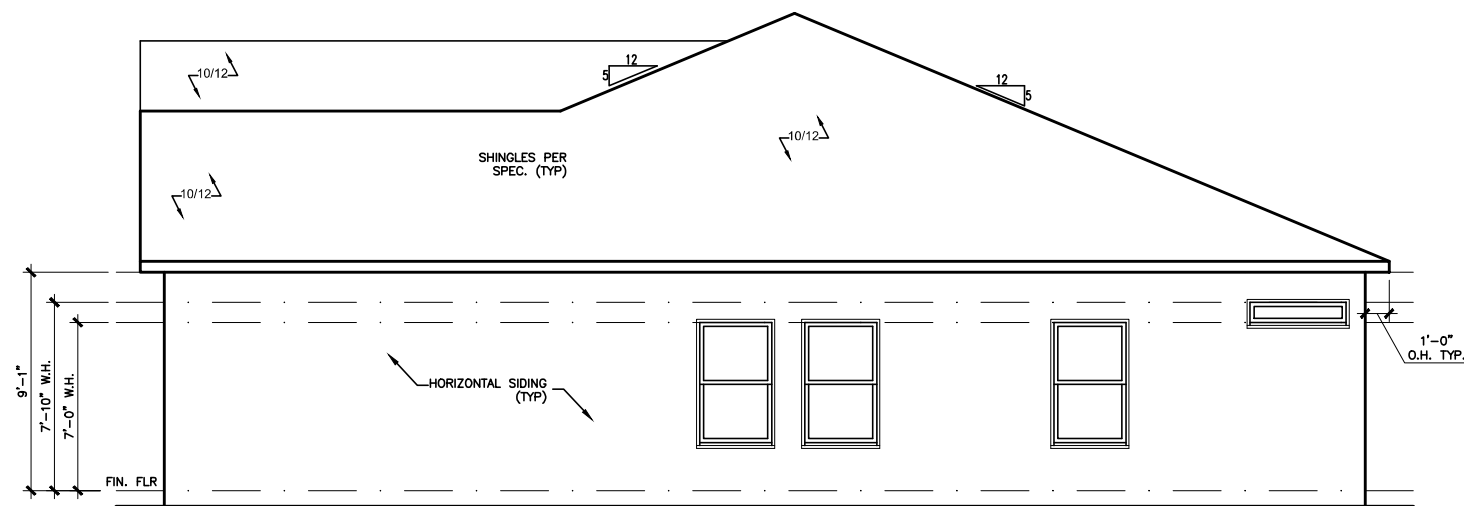 12
5
10/12
12
5
10/12
SHINGLES PER
SPEC. (TYP)
10/12
9'-1"
7'-10" W.H.
7'-0" W.H.
1'-0"
O.H. TYP.
HORIZONTAL SIDING
(TYP)
FIN. FLR